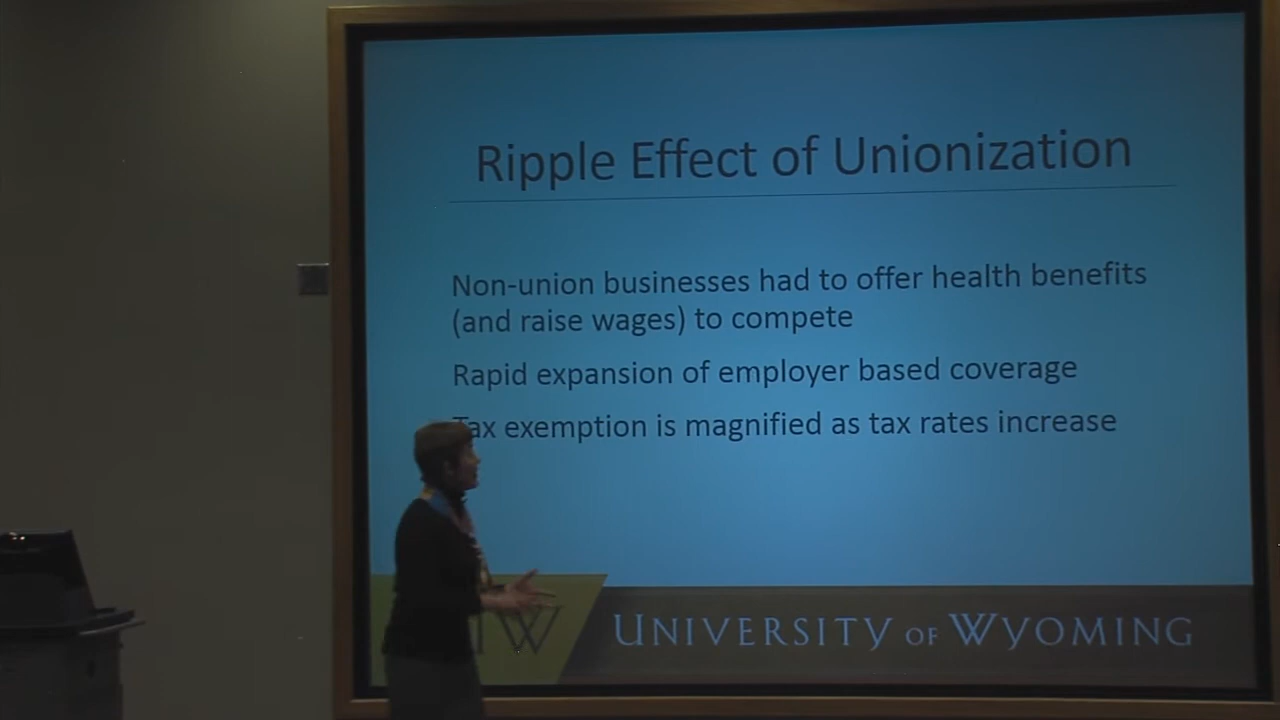 Ripple Effect of Unionization
Non-union businesses had to offer health benefits
(and raise wages) to compete
Rapid expansion of employer based coverage
Tax exemption is magnified as tax rates increase
W
UNIVERSITY OF WYOMING